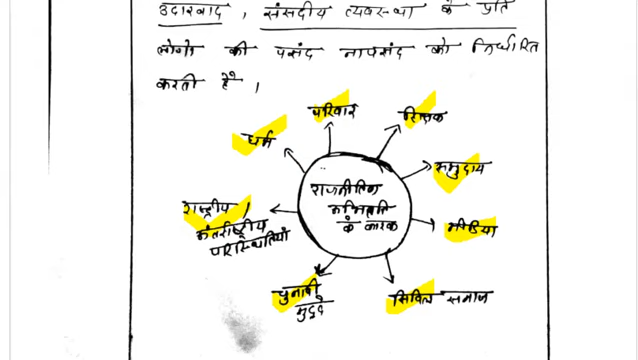 उदारवाद, संसदीय व्यवस्था के प्रति
लोगो की पसंद नापसंद को निर्धारित
करती है।
परिवार
शिक्षक
धर्म
समुदाय
राजनीतिक
अभिवृत्ति
के कारक
राष्ट्रीय/
अंतर्राष्ट्रीय
परिस्थितियाँ
मीडिया
चुनावी
मुद्दे
सिविल समाज